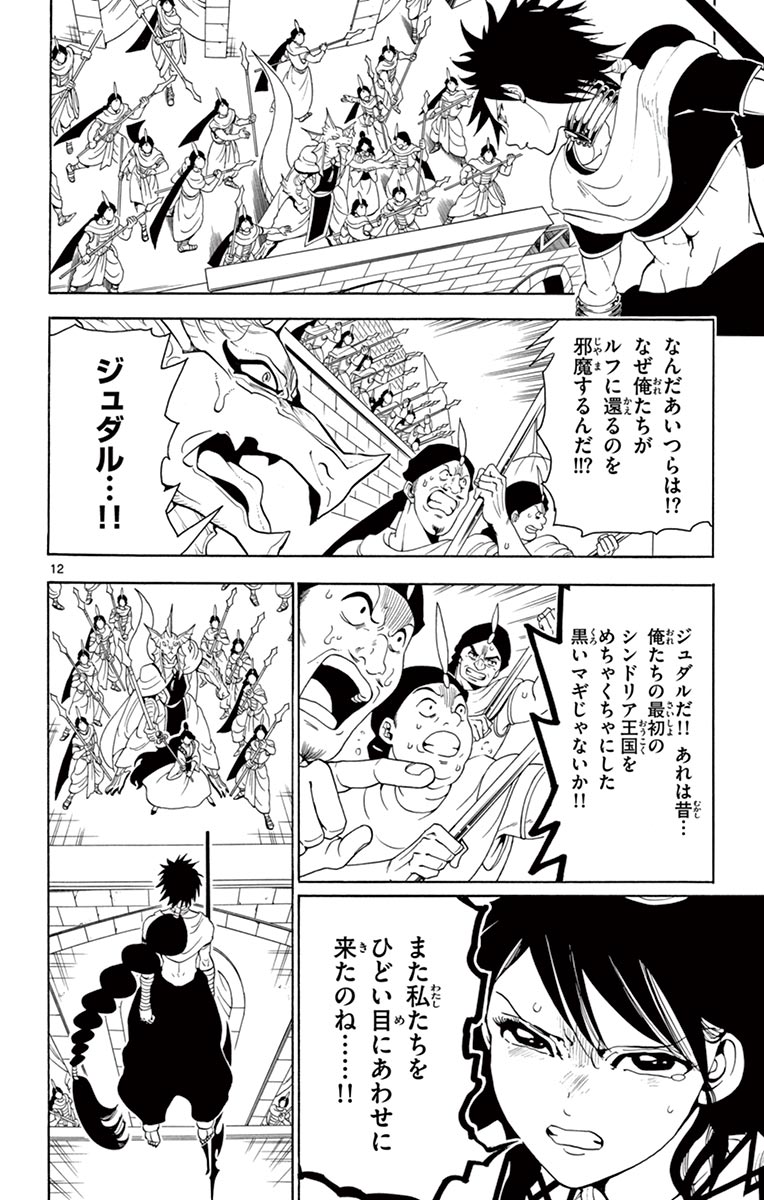 なんだあいつらは!?
なぜ俺たちが
ルフに還るのを
邪魔するんだ!!?
ジュダル…!!
12
ジュダルだ!! あれは昔…
俺たちの最初の
シンドリア王国を
めちゃくちゃにした
黒いマギじゃないか!!
また私たちを
ひどい目にあわせに
来たのね……!!